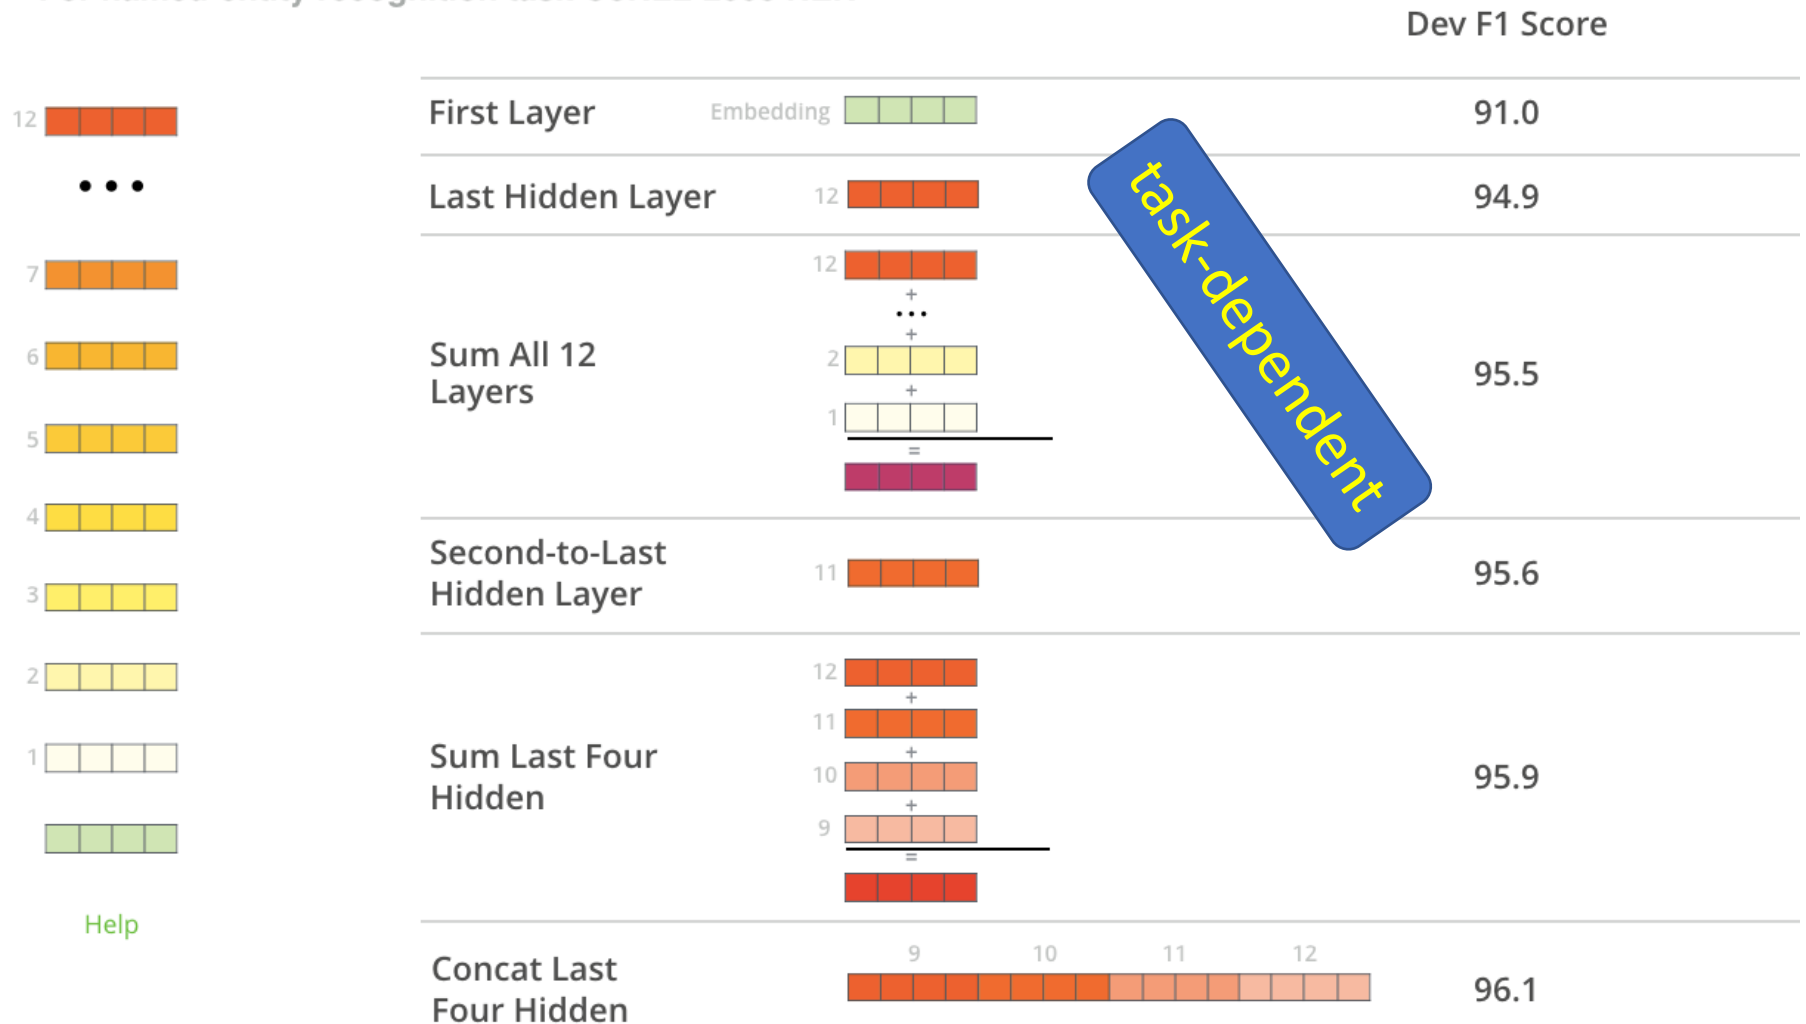 Dev F1 Score
12
First Layer Embedding 91.0
Last Hidden Layer 12 94.9
7
12
+
...
+
6
Sum All 12
Layers
2
+
1
=
95.5
5
4
Second-to-Last
Hidden Layer
11
95.6
3
2
12
+
11
+
1
Sum Last Four
Hidden
10
+
9
=
95.9
Help
9 10 11 12
Concat Last
Four Hidden
96.1
task-dependent